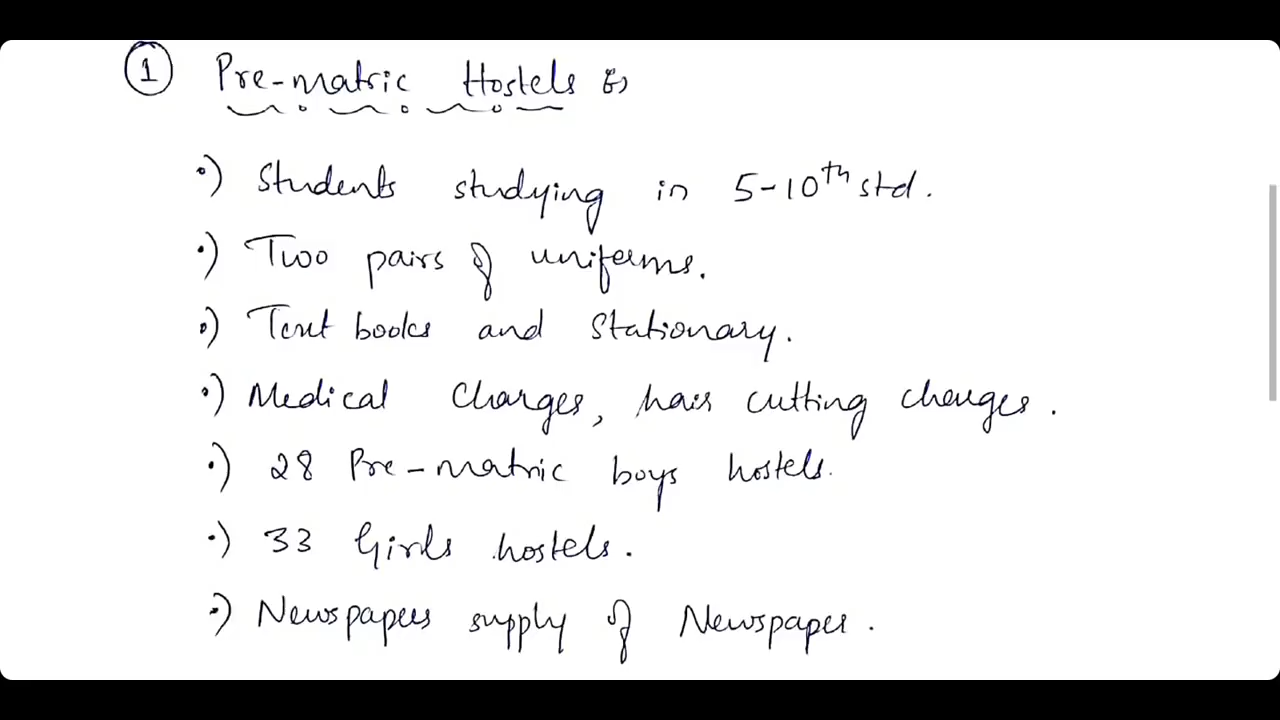 ① Pre-matric Hostels :-
•) Students studying in 5-10th std.
•) Two pairs of uniforms.
•) Text books and Stationary.
•) Medical Charges, hair cutting charges.
•) 28 Pre-matric boys hostels.
•) 33 Girls hostels.
•) Newspapers supply of Newspaper.